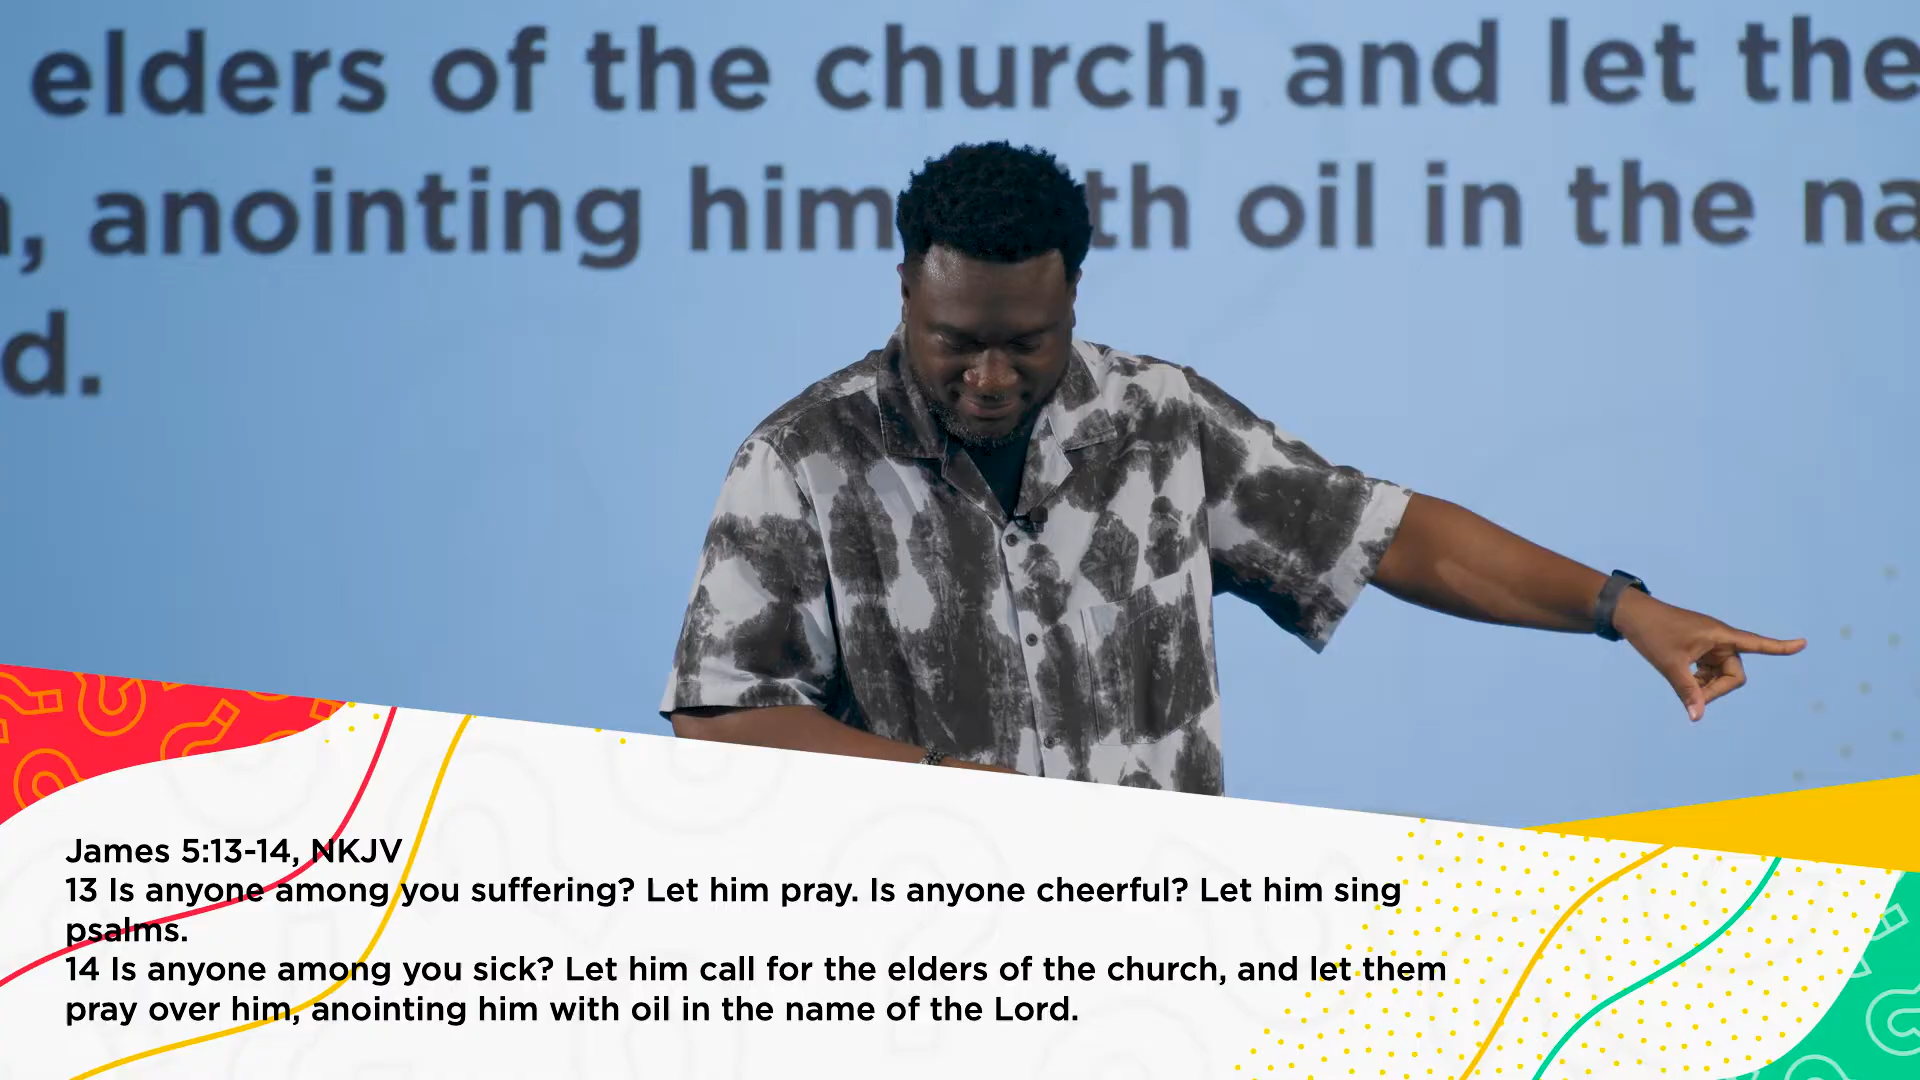 elders of the church, and let the
, anointing him th oil in the na
d.
James 5:13-14, NKJV
13 Is anyone among you suffering? Let him pray. Is anyone cheerful? Let him sing
psalms.
14 Is anyone among you sick? Let him call for the elders of the church, and let them
pray over him, anointing him with oil in the name of the Lord.